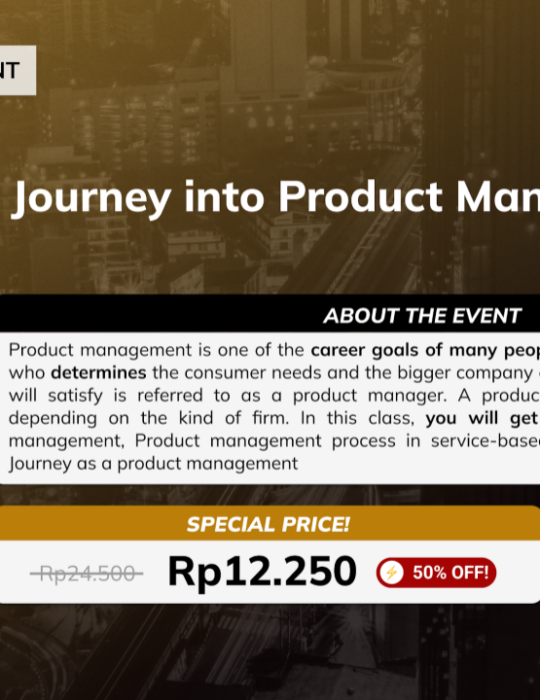 NT
Journey into Product Man
ABOUT THE EVENT
Product management is one of the career goals of many peop
who determines the consumer needs and the bigger company
will satisfy is referred to as a product manager. A produc
depending on the kind of firm. In this class, you will get
management, Product management process in service-base
Journey as a product management
SPECIAL PRICE!
Rp24.500 Rp12.250 50% OFF!